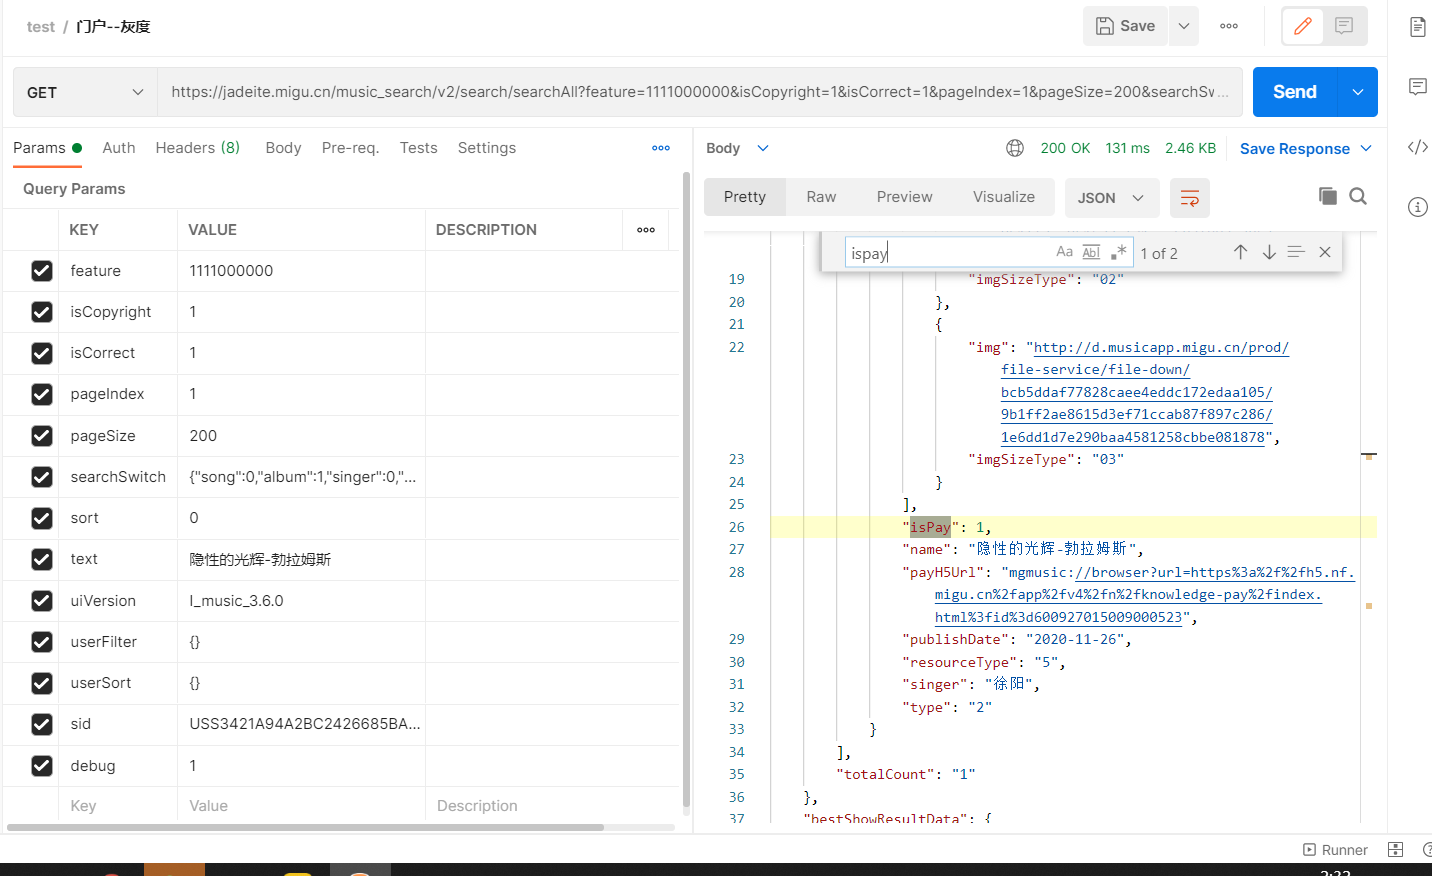 test / 门户--灰度
Save
GET
https://jadeite.migu.cn/music_search/v2/search/searchAll?feature=1111000000&isCopyright=1&isCorrect=1&pageIndex=1&pageSize=200&searchSw...
Send
Params Auth Headers (8) Body Pre-req. Tests Settings
Query Params
KEY VALUE DESCRIPTION
feature 1111000000
isCopyright 1
isCorrect 1
pageIndex 1
pageSize 200
searchSwitch {"song":0,"album":1,"singer":0,"...
sort 0
text 隐性的光辉-勃拉姆斯
uiVersion I_music_3.6.0
userFilter {}
userSort {}
sid USS3421A94A2BC2426685BA...
debug 1
Key Value Description
Body 200 OK 131 ms 2.46 KB Save Response
Pretty Raw Preview Visualize JSON
ispay Aa Abl .* 1 of 2
19 "imgSizeType": "02"
20 },
21 {
22 "img": "http://d.musicapp.migu.cn/prod/
file-service/file-down/
bcb5ddaf77828caee4eddc172edaa105/
9b1ff2ae8615d3ef71ccab87f897c286/
1e6dd1d7e290baa4581258cbbe081878",
23 "imgSizeType": "03"
24 }
25 ],
26 "isPay": 1,
27 "name": "隐性的光辉-勃拉姆斯",
28 "payH5Url": "mgmusic://browser?url=https%3a%2f%2fh5.nf.
migu.cn%2fapp%2fv4%2fn%2fknowledge-pay%2findex.
html%3fid%3d600927015009000523",
29 "publishDate": "2020-11-26",
30 "resourceType": "5",
31 "singer": "徐阳",
32 "type": "2"
33 }
34 ],
35 "totalCount": "1"
36 },
37 "bestShowResultData": {
Runner